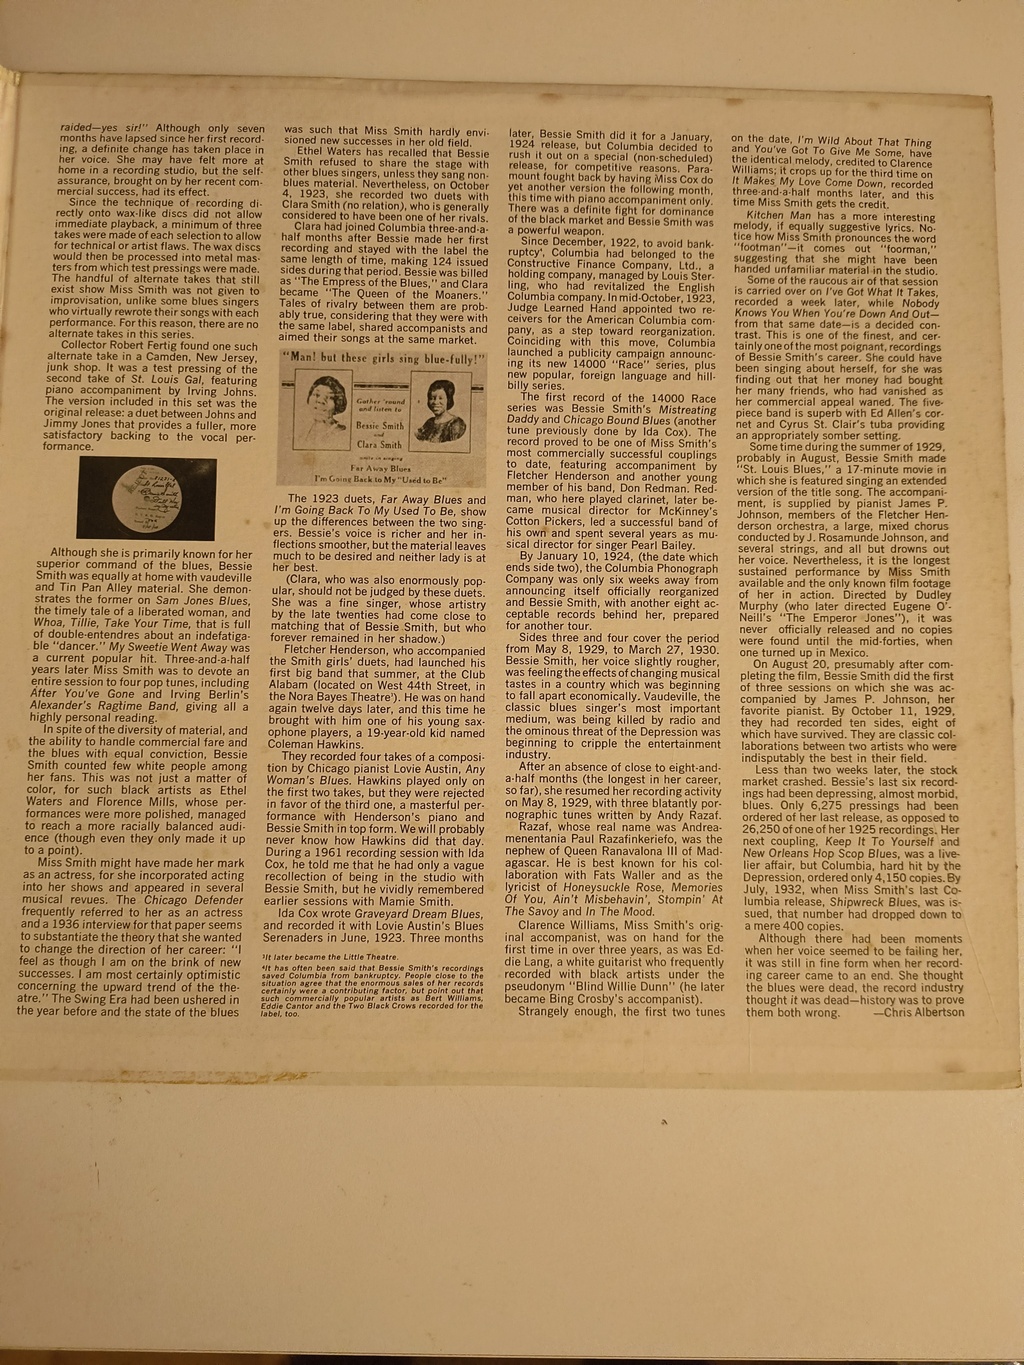 raided—yes sir!" Although only seven
months have lapsed since her first record-
ing, a definite change has taken place in
her voice. She may have felt more at
home in a recording studio, but the self-
assurance, brought on by her recent com-
mercial success, had its effect.
Since the technique of recording di-
rectly onto wax-like discs did not allow
immediate playback, a minimum of three
takes were made of each selection to allow
for technical or artist flaws. The wax discs
would then be processed into metal mas-
ters from which test pressings were made.
The handful of alternate takes that still
exist show Miss Smith was not given to
improvisation, unlike some blues singers
who virtually rewrote their songs with each
performance. For this reason, there are no
alternate takes in this series.
Collector Robert Fertig found one such
alternate take in a Camden, New Jersey,
junk shop. It was a test pressing of the
second take of St. Louis Gal, featuring
piano accompaniment by Irving Johns.
The version included in this set was the
original release: a duet between Johns and
Jimmy Jones that provides a fuller, more
satisfactory backing to the vocal per-
formance.
Although she is primarily known for her
superior command of the blues, Bessie
Smith was equally at home with vaudeville
and Tin Pan Alley material. She demon-
strates the former on Sam Jones Blues,
the timely tale of a liberated woman, and
Whoa, Tillie, Take Your Time, that is full
of double-entendres about an indefatiga-
ble "dancer." My Sweetie Went Away was
a current popular hit. Three-and-a-half
years later Miss Smith was to devote an
entire session to four pop tunes, including
After You've Gone and Irving Berlin's
Alexander's Ragtime Band, giving all a
highly personal reading.
In spite of the diversity of material, and
the ability to handle commercial fare and
the blues with equal conviction, Bessie
Smith counted few white people among
her fans. This was not just a matter of
color, for such black artists as Ethel
Waters and Florence Mills, whose per-
formances were more polished, managed
to reach a more racially balanced audi-
ence (though even they only made it up
to a point).
Miss Smith might have made her mark
as an actress, for she incorporated acting
into her shows and appeared in several
musical revues. The Chicago Defender
frequently referred to her as an actress
and a 1936 interview for that paper seems
to substantiate the theory that she wanted
to change the direction of her career: "I
feel as though I am on the brink of new
successes. I am most certainly optimistic
concerning the upward trend of the the-
atre." The Swing Era had been ushered in
the year before and the state of the blues
was such that Miss Smith hardly envi-
sioned new successes in her old field.
Ethel Waters has recalled that Bessie
Smith refused to share the stage with
other blues singers, unless they sang non-
blues material. Nevertheless, on October
4, 1923, she recorded two duets with
Clara Smith (no relation), who is generally
considered to have been one of her rivals.
Clara had joined Columbia three-and-a-
half months after Bessie made her first
recording and stayed with the label the
same length of time, making 124 issued
sides during that period. Bessie was billed
as "The Empress of the Blues," and Clara
became "The Queen of the Moaners."
Tales of rivalry between them are prob-
ably true, considering that they were with
the same label, shared accompanists and
aimed their songs at the same market.
"Man! but these girls sing blue-fully!"
Gather 'round
and listen to
Bessie Smith
and
Clara Smith
Far Away Blues
I'm Going Back to My "Used to Be"
The 1923 duets, Far Away Blues and
I'm Going Back To My Used To Be, show
up the differences between the two sing-
ers. Bessie's voice is richer and her in-
flections smoother, but the material leaves
much to be desired and neither lady is at
her best.
(Clara, who was also enormously pop-
ular, should not be judged by these duets.
She was a fine singer, whose artistry
by the late twenties had come close to
matching that of Bessie Smith, but who
forever remained in her shadow.)
Fletcher Henderson, who accompanied
the Smith girls' duets, had launched his
first big band that summer, at the Club
Alabam (located on West 44th Street, in
the Nora Bayes Theatre³). He was on hand
again twelve days later, and this time he
brought with him one of his young sax-
ophone players, a 19-year-old kid named
Coleman Hawkins.
They recorded four takes of a composi-
tion by Chicago pianist Lovie Austin, Any
Woman's Blues. Hawkins played only on
the first two takes, but they were rejected
in favor of the third one, a masterful per-
formance with Henderson's piano and
Bessie Smith in top form. We will probably
never know how Hawkins did that day.
During a 1961 recording session with Ida
Cox, he told me that he had only a vague
recollection of being in the studio with
Bessie Smith, but he vividly remembered
earlier sessions with Mamie Smith.
Ida Cox wrote Graveyard Dream Blues,
and recorded it with Lovie Austin's Blues
Serenaders in June, 1923. Three months
³It later became the Little Theatre.
⁴It has often been said that Bessie Smith's recordings
saved Columbia from bankruptcy. People close to the
situation agree that the enormous sales of her records
certainly were a contributing factor, but point out that
such commercially popular artists as Bert Williams,
Eddie Cantor and the Two Black Crows recorded for the
label, too.
later, Bessie Smith did it for a January,
1924 release, but Columbia decided to
rush it out on a special (non-scheduled)
release, for competitive reasons. Para-
mount fought back by having Miss Cox do
yet another version the following month,
this time with piano accompaniment only.
There was a definite fight for dominance
of the black market and Bessie Smith was
a powerful weapon.
Since December, 1922, to avoid bank-
ruptcy⁴, Columbia had belonged to the
Constructive Finance Company, Ltd., a
holding company, managed by Louis Ster-
ling, who had revitalized the English
Columbia company. In mid-October, 1923,
Judge Learned Hand appointed two re-
ceivers for the American Columbia com-
pany, as a step toward reorganization.
Coinciding with this move, Columbia
launched a publicity campaign announc-
ing its new 14000 "Race" series, plus
new popular, foreign language and hill-
billy series.
The first record of the 14000 Race
series was Bessie Smith's Mistreating
Daddy and Chicago Bound Blues (another
tune previously done by Ida Cox). The
record proved to be one of Miss Smith's
most commercially successful couplings
to date, featuring accompaniment by
Fletcher Henderson and another young
member of his band, Don Redman. Red-
man, who here played clarinet, later be-
came musical director for McKinney's
Cotton Pickers, led a successful band of
his own and spent several years as mu-
sical director for singer Pearl Bailey.
By January 10, 1924, (the date which
ends side two), the Columbia Phonograph
Company was only six weeks away from
announcing itself officially reorganized
and Bessie Smith, with another eight ac-
ceptable records behind her, prepared
for another tour.
Sides three and four cover the period
from May 8, 1929, to March 27, 1930.
Bessie Smith, her voice slightly rougher,
was feeling the effects of changing musical
tastes in a country which was beginning
to fall apart economically. Vaudeville, the
classic blues singer's most important
medium, was being killed by radio and
the ominous threat of the Depression was
beginning to cripple the entertainment
industry.
After an absence of close to eight-and-
a-half months (the longest in her career,
so far), she resumed her recording activity
on May 8, 1929, with three blatantly por-
nographic tunes written by Andy Razaf.
Razaf, whose real name was Andrea-
menentania Paul Razafinkeriefo, was the
nephew of Queen Ranavalona III of Mad-
agascar. He is best known for his col-
laboration with Fats Waller and as the
lyricist of Honeysuckle Rose, Memories
Of You, Ain't Misbehavin', Stompin' At
The Savoy and In The Mood.
Clarence Williams, Miss Smith's orig-
inal accompanist, was on hand for the
first time in over three years, as was Ed-
die Lang, a white guitarist who frequently
recorded with black artists under the
pseudonym "Blind Willie Dunn" (he later
became Bing Crosby's accompanist).
Strangely enough, the first two tunes
on the date, I'm Wild About That Thing
and You've Got To Give Me Some, have
the identical melody, credited to Clarence
Williams; it crops up for the third time on
It Makes My Love Come Down, recorded
three-and-a-half months later, and this
time Miss Smith gets the credit.
Kitchen Man has a more interesting
melody, if equally suggestive lyrics. No-
tice how Miss Smith pronounces the word
"footman"—it comes out "foorman,"
suggesting that she might have been
handed unfamiliar material in the studio.
Some of the raucous air of that session
is carried over on I've Got What It Takes,
recorded a week later, while Nobody
Knows You When You're Down And Out—
from that same date—is a decided con-
trast. This is one of the finest, and cer-
tainly one of the most poignant, recordings
of Bessie Smith's career. She could have
been singing about herself, for she was
finding out that her money had bought
her many friends, who had vanished as
her commercial appeal waned. The five-
piece band is superb with Ed Allen's cor-
net and Cyrus St. Clair's tuba providing
an appropriately somber setting.
Some time during the summer of 1929,
probably in August, Bessie Smith made
"St. Louis Blues," a 17-minute movie in
which she is featured singing an extended
version of the title song. The accompani-
ment, is supplied by pianist James P.
Johnson, members of the Fletcher Hen-
derson orchestra, a large, mixed chorus
conducted by J. Rosamunde Johnson, and
several strings, and all but drowns out
her voice. Nevertheless, it is the longest
sustained performance by Miss Smith
available and the only known film footage
of her in action. Directed by Dudley
Murphy (who later directed Eugene O'-
Neill's "The Emperor Jones"), it was
never officially released and no copies
were found until the mid-forties, when
one turned up in Mexico.
On August 20, presumably after com-
pleting the film, Bessie Smith did the first
of three sessions on which she was ac-
companied by James P. Johnson, her
favorite pianist. By October 11, 1929,
they had recorded ten sides, eight of
which have survived. They are classic col-
laborations between two artists who were
indisputably the best in their field.
Less than two weeks later, the stock
market crashed. Bessie's last six record-
ings had been depressing, almost morbid,
blues. Only 6,275 pressings had been
ordered of her last release, as opposed to
26,250 of one of her 1925 recordings. Her
next coupling, Keep It To Yourself and
New Orleans Hop Scop Blues, was a live-
lier affair, but Columbia, hard hit by the
Depression, ordered only 4,150 copies. By
July, 1932, when Miss Smith's last Co-
lumbia release, Shipwreck Blues, was is-
sued, that number had dropped down to
a mere 400 copies.
Although there had been moments
when her voice seemed to be failing her,
it was still in fine form when her record-
ing career came to an end. She thought
the blues were dead, the record industry
thought it was dead—history was to prove
them both wrong. —Chris Albertson